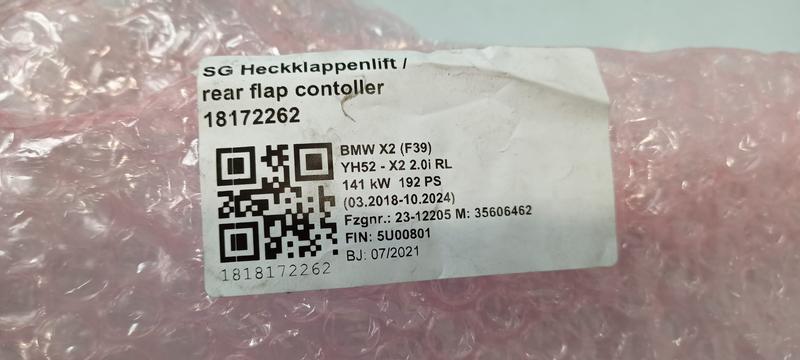 SG Heckklappenlift /
rear flap contoller
18172262
BMW X2 (F39)
YH52 - X2 2.0i RL
141 kW 192 PS
(03.2018-10.2024)
Fzgnr.: 23-12205 M: 35606462
FIN: 5U00801
BJ: 07/2021
1818172262